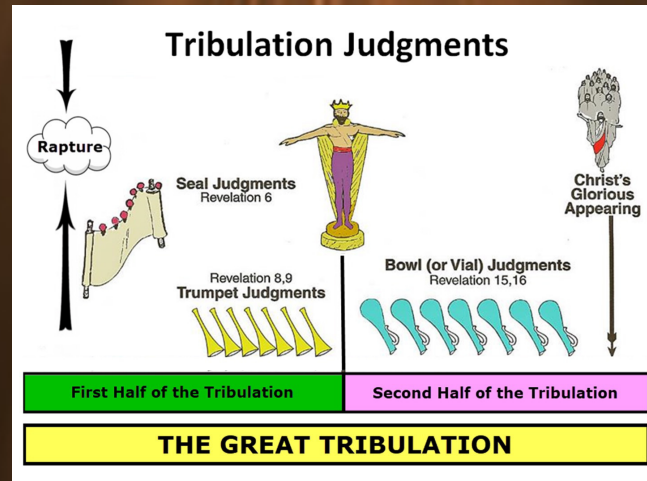 Tribulation Judgments
Rapture
Seal Judgments
Revelation 6
Christ's
Glorious
Appearing
Revelation 8,9
Trumpet Judgments
Bowl (or Vial) Judgments
Revelation 15,16
First Half of the Tribulation
Second Half of the Tribulation
THE GREAT TRIBULATION